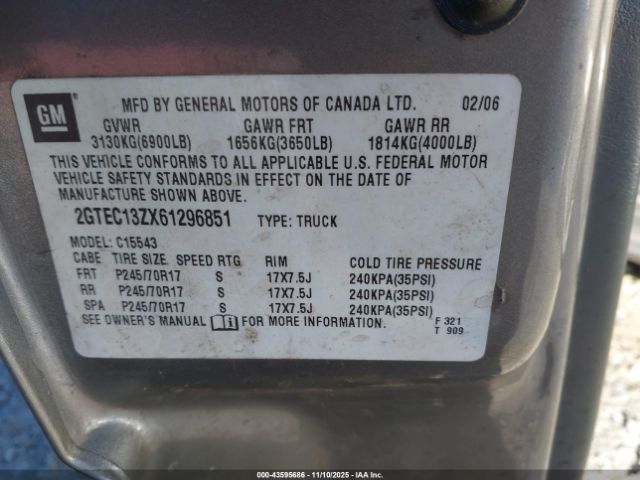 GM
MFD BY GENERAL MOTORS OF CANADA LTD. 02/06
GVWR GAWR FRT GAWR RR
3130KG(6900LB) 1656KG(3650LB) 1814KG(4000LB)
THIS VEHICLE CONFORMS TO ALL APPLICABLE U.S. FEDERAL MOTOR
VEHICLE SAFETY STANDARDS IN EFFECT ON THE DATE OF
MANUFACTURE SHOWN ABOVE.
2GTEC13ZX61296851 TYPE: TRUCK
MODEL: C15543
CABE TIRE SIZE SPEED RTG RIM COLD TIRE PRESSURE
FRT P245/70R17 S 17X7.5J 240KPA(35PSI)
RR P245/70R17 S 17X7.5J 240KPA(35PSI)
SPA P245/70R17 S 17X7.5J 240KPA(35PSI)
SEE OWNER'S MANUAL i FOR MORE INFORMATION.
F 321
T 909
000-43595686 - 11/10/2025 - IAAI.COM